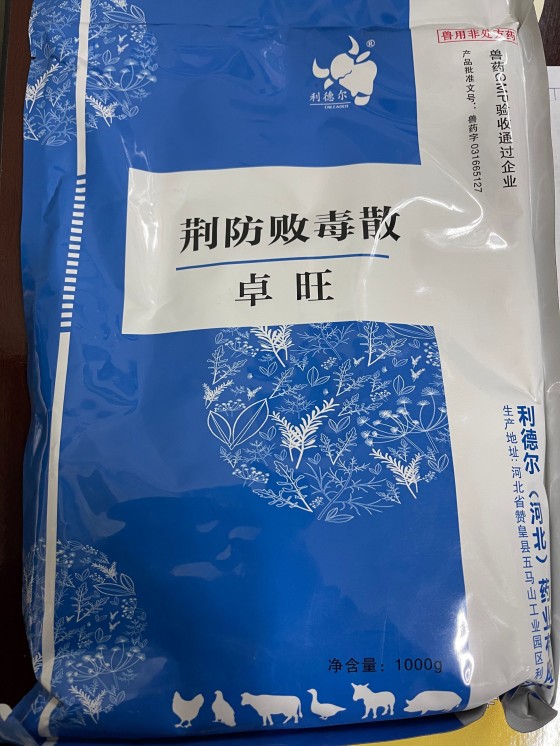 兽用非处方药
兽药GMP验收通过企业
产品批准文号：兽药字031665127
利德尔
®
荆防败毒散
卓旺
利德尔（河北）药业有
生产地址:河北省赞皇县五马山工业园区利
净含量：1000g